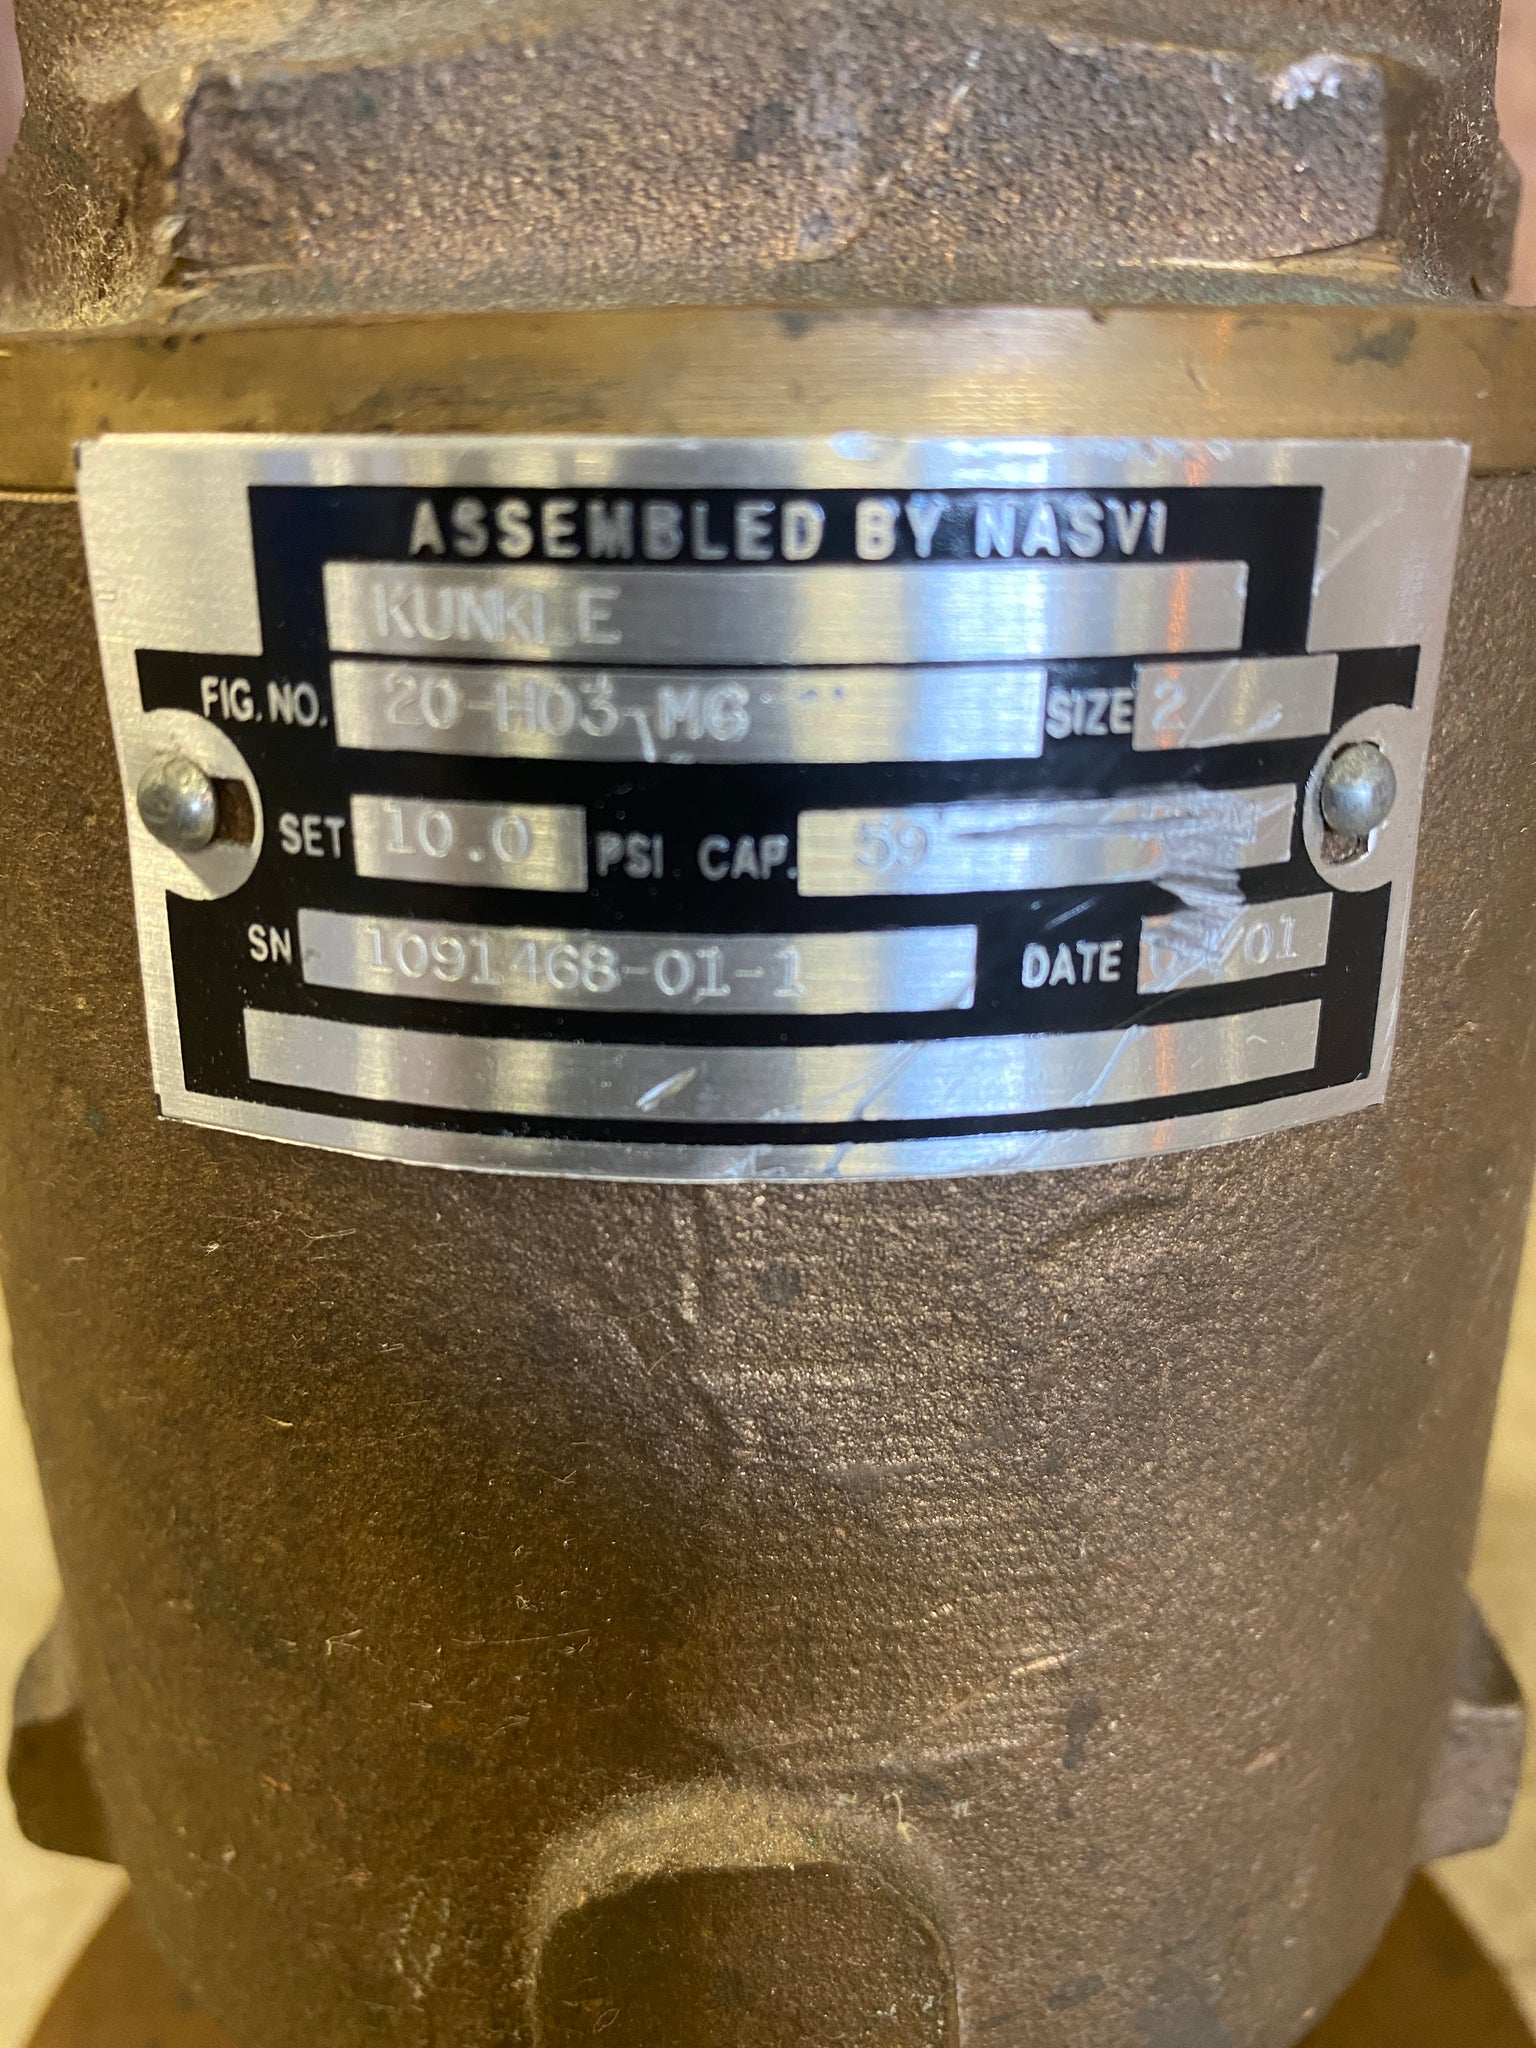 ASSEMBLED BY NASVI
KUNKLE
FIG. NO. 20-H03-MG SIZE 2
SET 10.0 PSI CAP. 59
SN 1091468-01-1 DATE